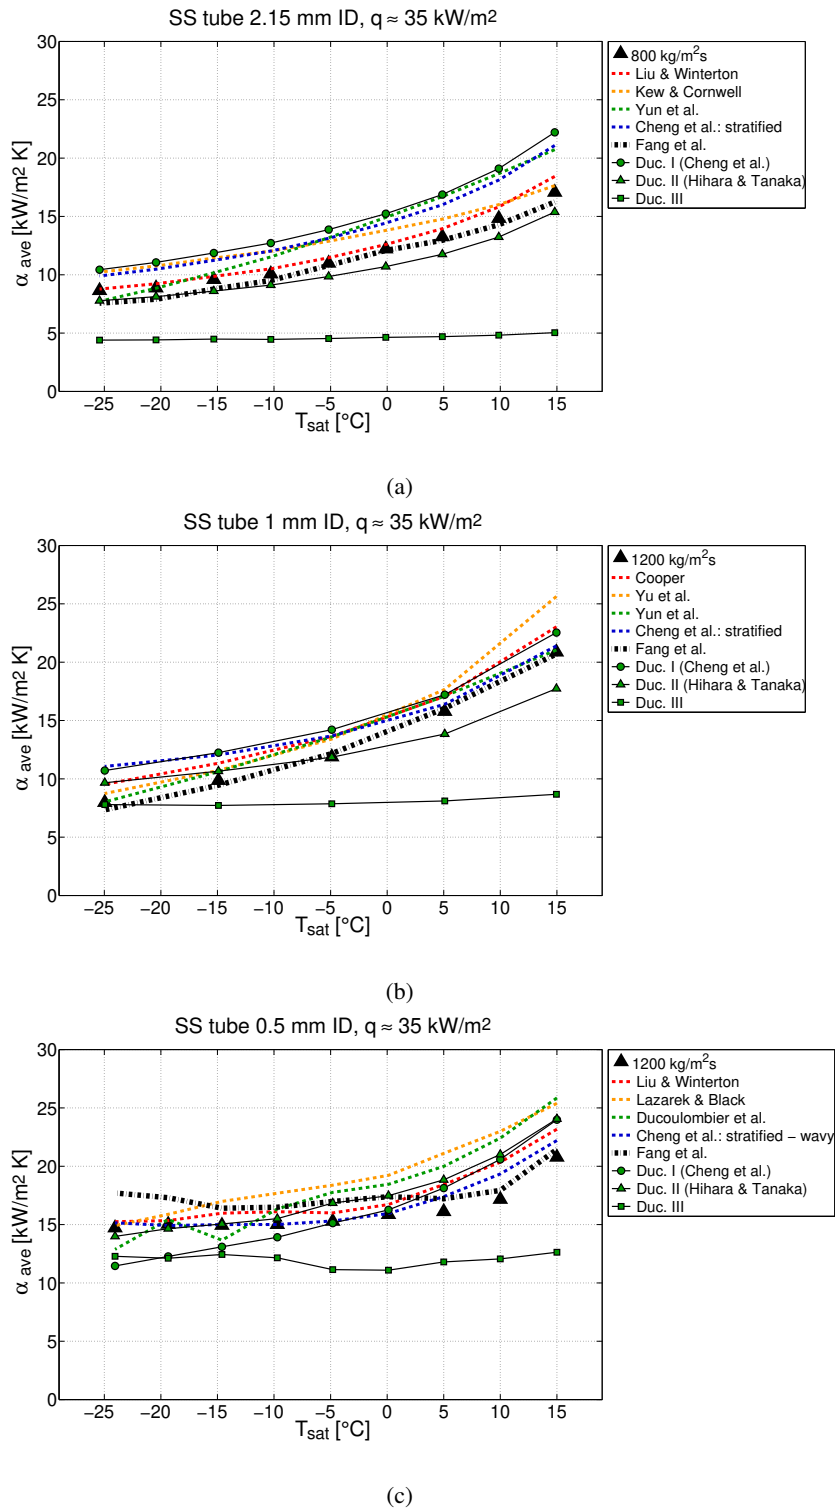 SS tube 2.15 mm ID, q ≈ 35 kW/m2
30
25
20
15
10
5
0
α ave [kW/m2 K]
−25 −20 −15 −10 −5 0 5 10 15
Tsat [°C]
800 kg/m2s
Liu & Winterton
Kew & Cornwell
Yun et al.
Cheng et al.: stratified
Fang et al.
Duc. I (Cheng et al.)
Duc. II (Hihara & Tanaka)
Duc. III
(a)
SS tube 1 mm ID, q ≈ 35 kW/m2
30
25
20
15
10
5
0
α ave [kW/m2 K]
−25 −20 −15 −10 −5 0 5 10 15
Tsat [°C]
1200 kg/m2s
Cooper
Yu et al.
Yun et al.
Cheng et al.: stratified
Fang et al.
Duc. I (Cheng et al.)
Duc. II (Hihara & Tanaka)
Duc. III
(b)
SS tube 0.5 mm ID, q ≈ 35 kW/m2
30
25
20
15
10
5
0
α ave [kW/m2 K]
−25 −20 −15 −10 −5 0 5 10 15
Tsat [°C]
1200 kg/m2s
Liu & Winterton
Lazarek & Black
Ducoulombier et al.
Cheng et al.: stratified − wavy
Fang et al.
Duc. I (Cheng et al.)
Duc. II (Hihara & Tanaka)
Duc. III
(c)